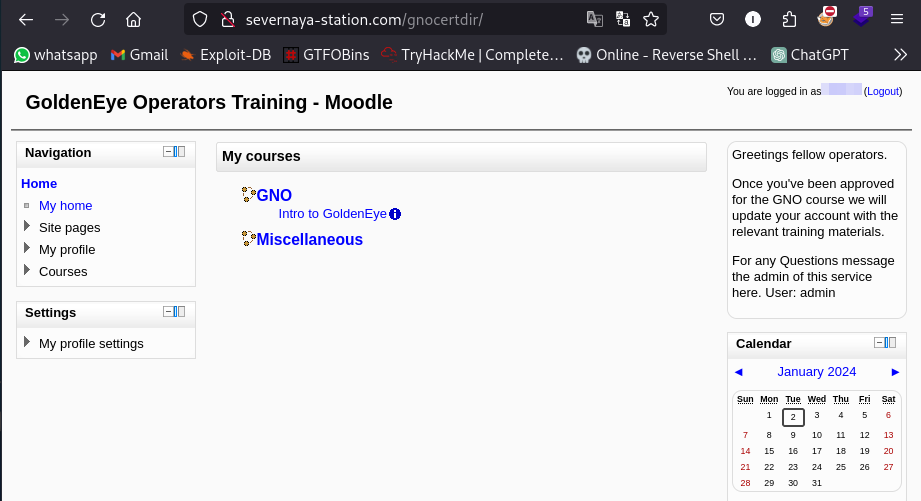 severnaya-station.com/gnocertdir/
5
whatsapp
Gmail
Exploit-DB
GTFOBins
TryHackMe | Complete...
Online - Reverse Shell ...
ChatGPT
GoldenEye Operators Training - Moodle
You are logged in as (Logout)
Navigation
Home
My home
Site pages
My profile
Courses
Settings
My profile settings
My courses
GNO
Intro to GoldenEye
Miscellaneous
Greetings fellow operators.
Once you've been approved
for the GNO course we will
update your account with the
relevant training materials.
For any Questions message
the admin of this service
here. User: admin
Calendar
◄ January 2024 ►
Sun Mon Tue Wed Thu Fri Sat
1 2 3 4 5 6
7 8 9 10 11 12 13
14 15 16 17 18 19 20
21 22 23 24 25 26 27
28 29 30 31